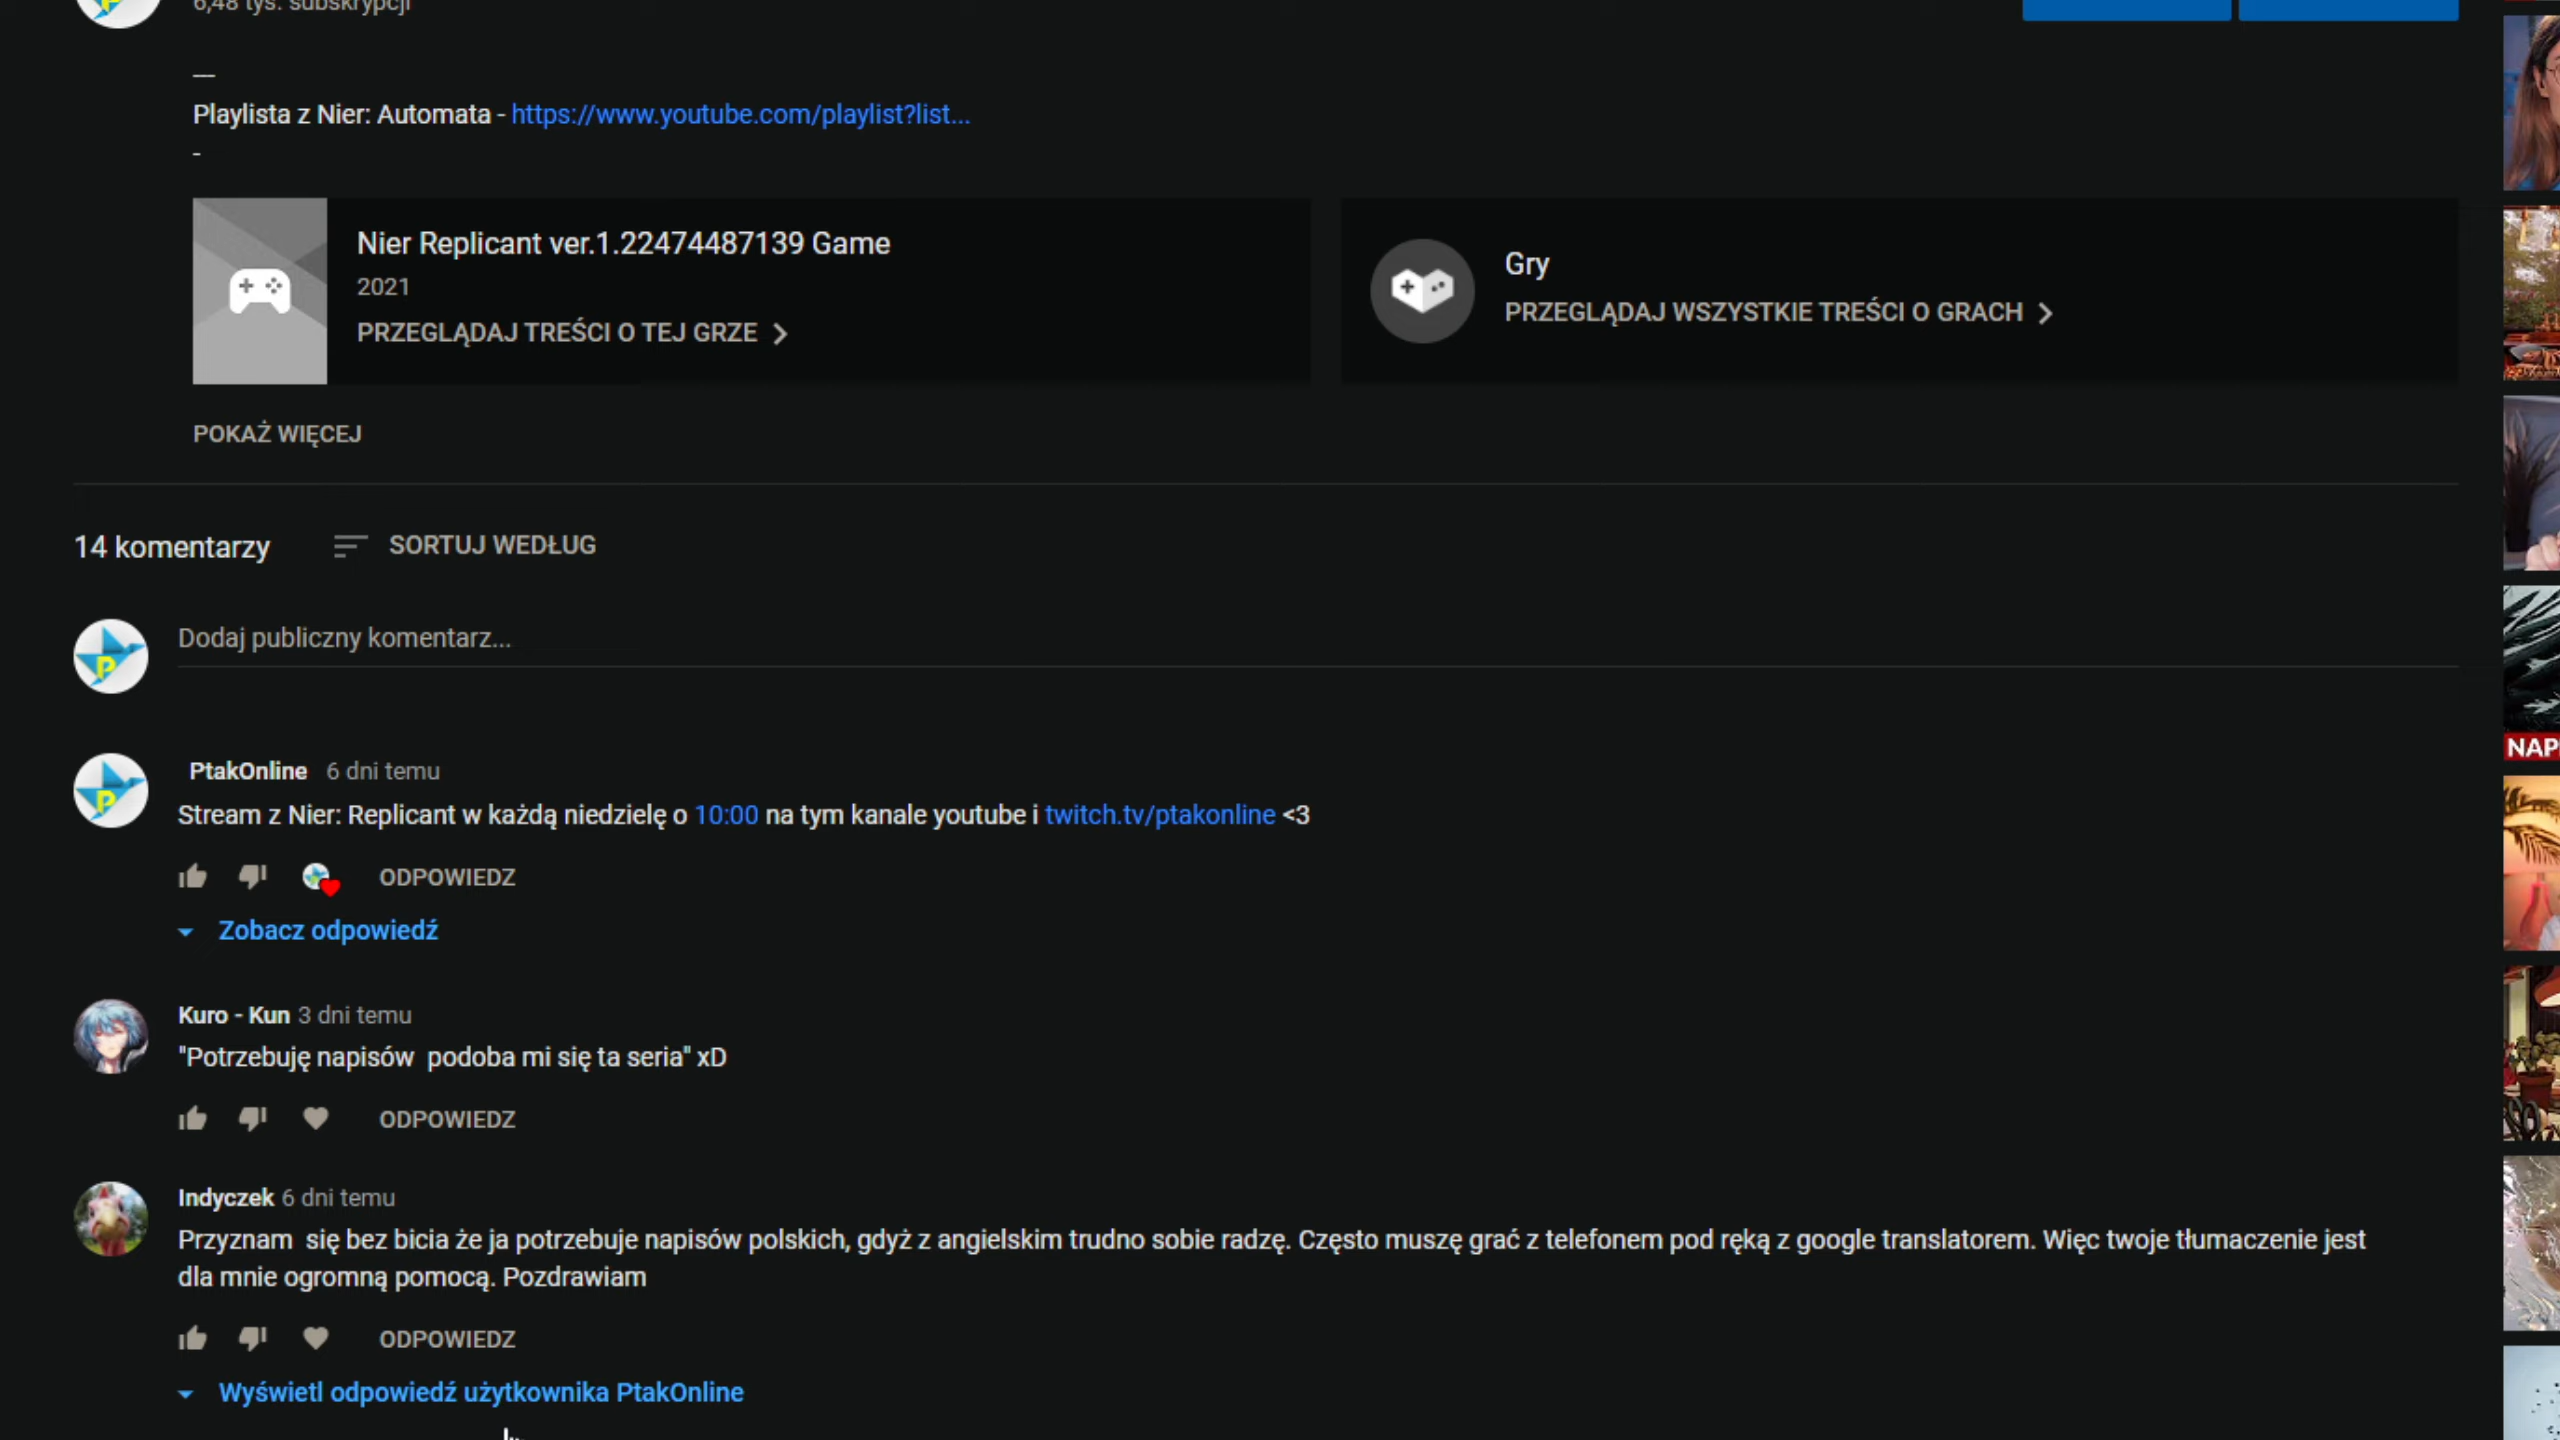 6,48 tys. subskrypcji
—
Playlista z Nier: Automata - https://www.youtube.com/playlist?list...
-
Nier Replicant ver.1.22474487139 Game
2021
PRZEGLĄDAJ TREŚCI O TEJ GRZE
Gry
PRZEGLĄDAJ WSZYSTKIE TREŚCI O GRACH
POKAŻ WIĘCEJ
14 komentarzy SORTUJ WEDŁUG
Dodaj publiczny komentarz...
PtakOnline 6 dni temu
Stream z Nier: Replicant w każdą niedzielę o 10:00 na tym kanale youtube i twitch.tv/ptakonline <3
ODPOWIEDZ
Zobacz odpowiedź
Kuro - Kun 3 dni temu
"Potrzebuję napisów  podoba mi się ta seria" xD
ODPOWIEDZ
Indyczek 6 dni temu
Przyznam  się bez bicia że ja potrzebuje napisów polskich, gdyż z angielskim trudno sobie radzę. Często muszę grać z telefonem pod ręką z google translatorem. Więc twoje tłumaczenie jest
dla mnie ogromną pomocą. Pozdrawiam
ODPOWIEDZ
Wyświetl odpowiedź użytkownika PtakOnline
NAP